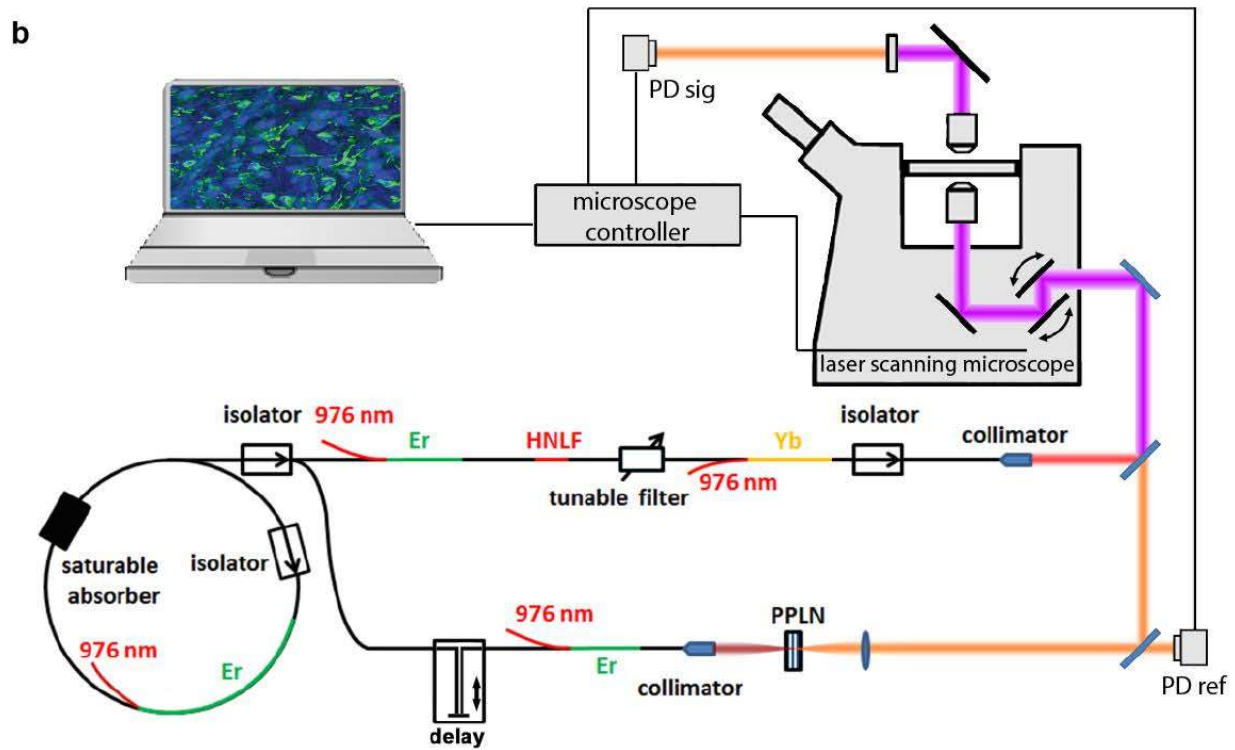 b
PD sig
microscope
controller
laser scanning microscope
isolator
976 nm
Er
HNLF
tunable filter
976 nm
Yb
isolator
collimator
saturable
absorber
isolator
976 nm
Er
delay
976 nm
Er
collimator
PPLN
PD ref